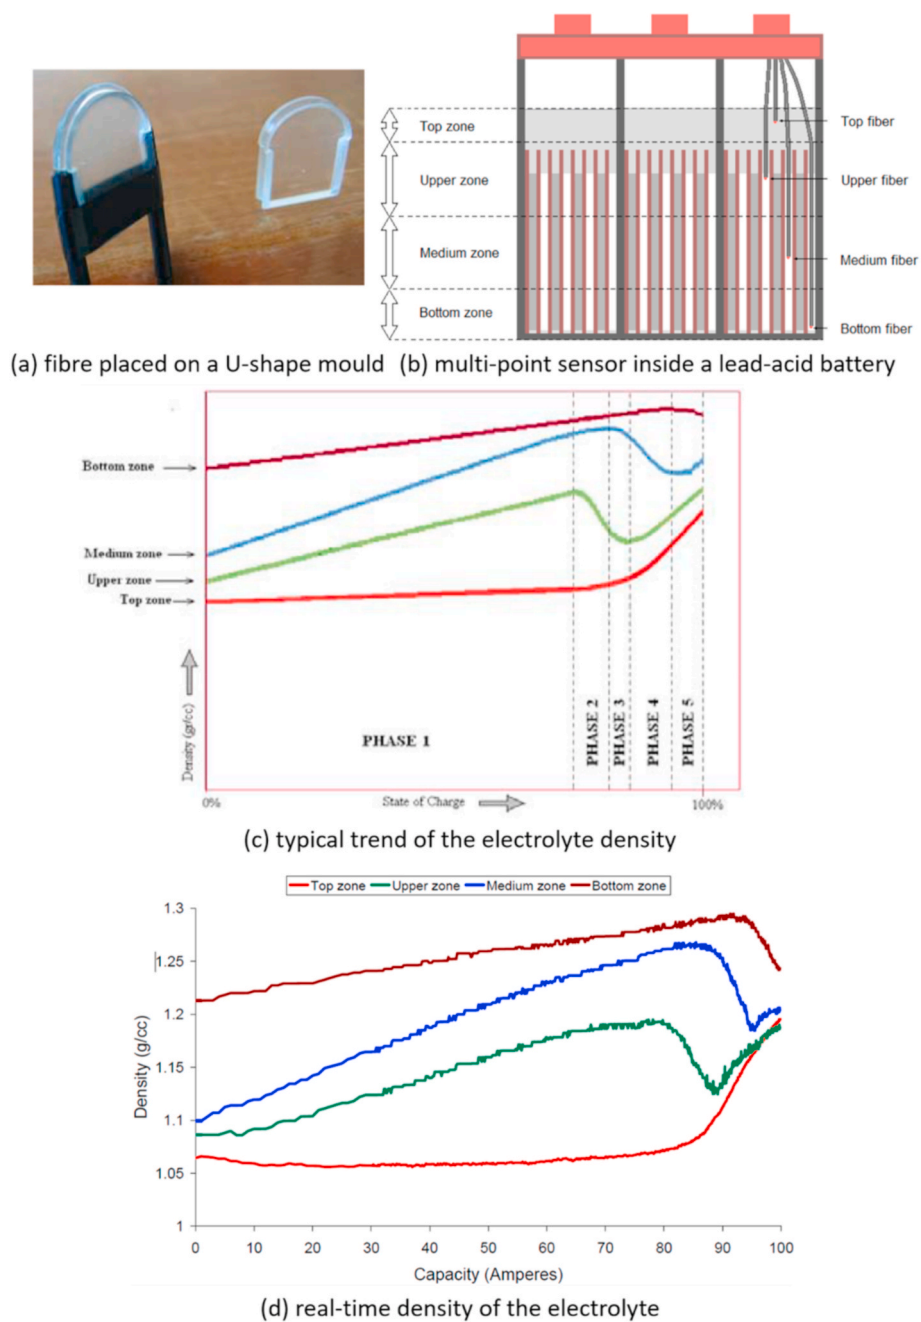 Top zone
Upper zone
Medium zone
Bottom zone
Top fiber
Upper fiber
Medium fiber
Bottom fiber
(a) fibre placed on a U-shape mould (b) multi-point sensor inside a lead-acid battery
Bottom zone
Medium zone
Upper zone
Top zone
Density (gr/cc)
PHASE 1
PHASE 2
PHASE 3
PHASE 4
PHASE 5
0%
State of Charge
100%
(c) typical trend of the electrolyte density
Top zone Upper zone Medium zone Bottom zone
1.3
1.25
1.2
1.15
1.1
1.05
1
Density (g/cc)
0 10 20 30 40 50 60 70 80 90 100
Capacity (Amperes)
(d) real-time density of the electrolyte